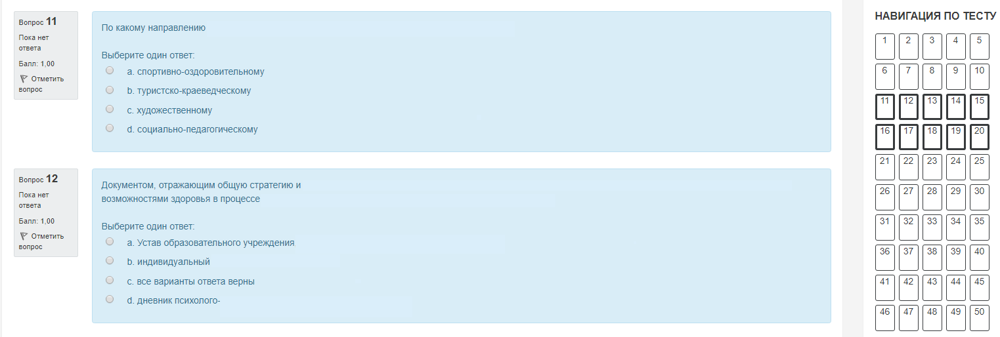 Вопрос 11
Пока нет
ответа
Балл: 1,00
Отметить
вопрос
По какому направлению
Выберите один ответ:
a. спортивно-оздоровительному
b. туристско-краеведческому
c. художественному
d. социально-педагогическому
Вопрос 12
Пока нет
ответа
Балл: 1,00
Отметить
вопрос
Документом, отражающим общую стратегию и
возможностями здоровья в процессе
Выберите один ответ:
a. Устав образовательного учреждения
b. индивидуальный
c. все варианты ответа верны
d. дневник психолого-
НАВИГАЦИЯ ПО ТЕСТУ
1 2 3 4 5
6 7 8 9 10
11 12 13 14 15
16 17 18 19 20
21 22 23 24 25
26 27 28 29 30
31 32 33 34 35
36 37 38 39 40
41 42 43 44 45
46 47 48 49 50